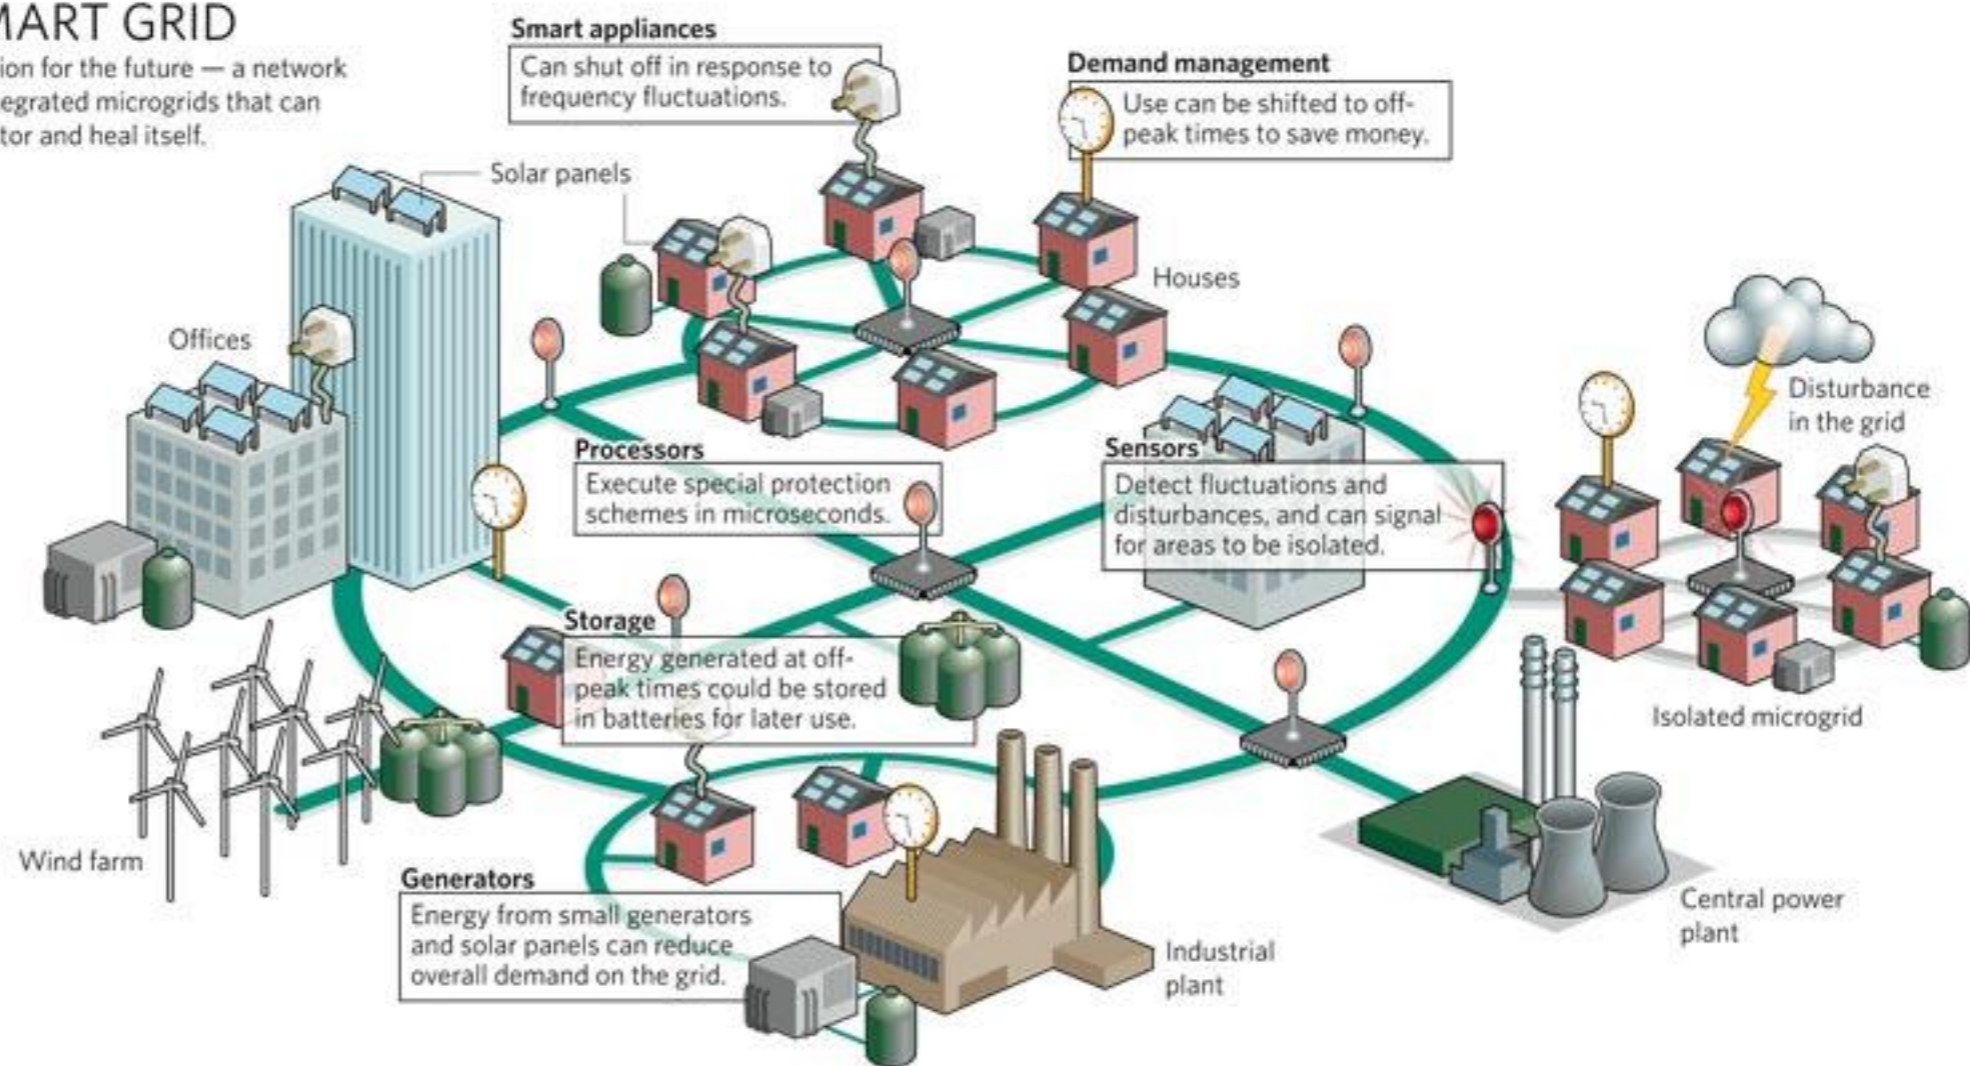 MART GRID
ion for the future — a network
tegrated microgrids that can
tor and heal itself.
Smart appliances
Can shut off in response to
frequency fluctuations.
Demand management
Use can be shifted to off-
peak times to save money.
Solar panels
Houses
Offices
Disturbance
in the grid
Processors
Execute special protection
schemes in microseconds.
Sensors
Detect fluctuations and
disturbances, and can signal
for areas to be isolated.
Storage
Energy generated at off-
peak times could be stored
in batteries for later use.
Isolated microgrid
Wind farm
Generators
Energy from small generators
and solar panels can reduce
overall demand on the grid.
Industrial
plant
Central power
plant